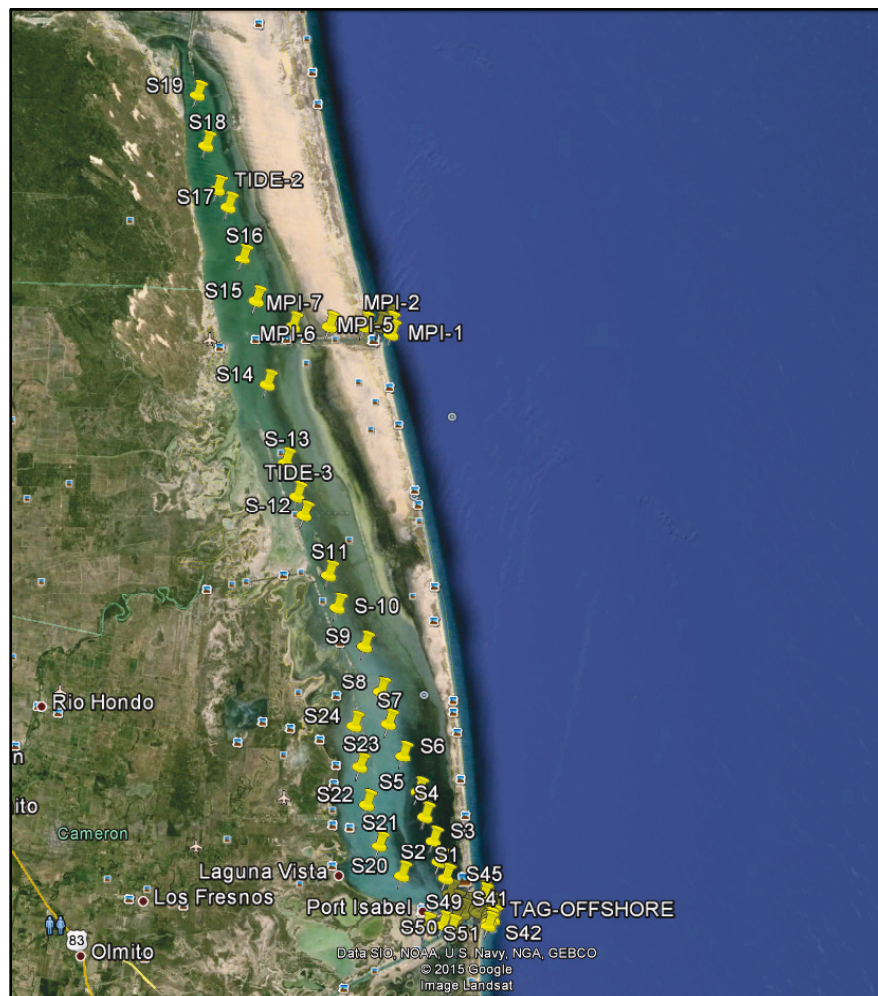 S19
S18
TIDE-2
S17
S16
S15
MPI-7
MPI-2
MPI-6
MPI-5
MPI-1
S14
S-13
TIDE-3
S-12
S11
S-10
S9
S8
S7
Rio Hondo
S24
S6
S23
S5
S22
S4
ito
Cameron
S21
S3
S2
S1
Laguna Vista
S20
S45
Los Fresnos
S49
S41
Port Isabel
TAG-OFFSHORE
S50
S51
S42
83
Olmito
Data SIO, NOAA, U.S. Navy, NGA, GEBCO
© 2015 Google
Image Landsat